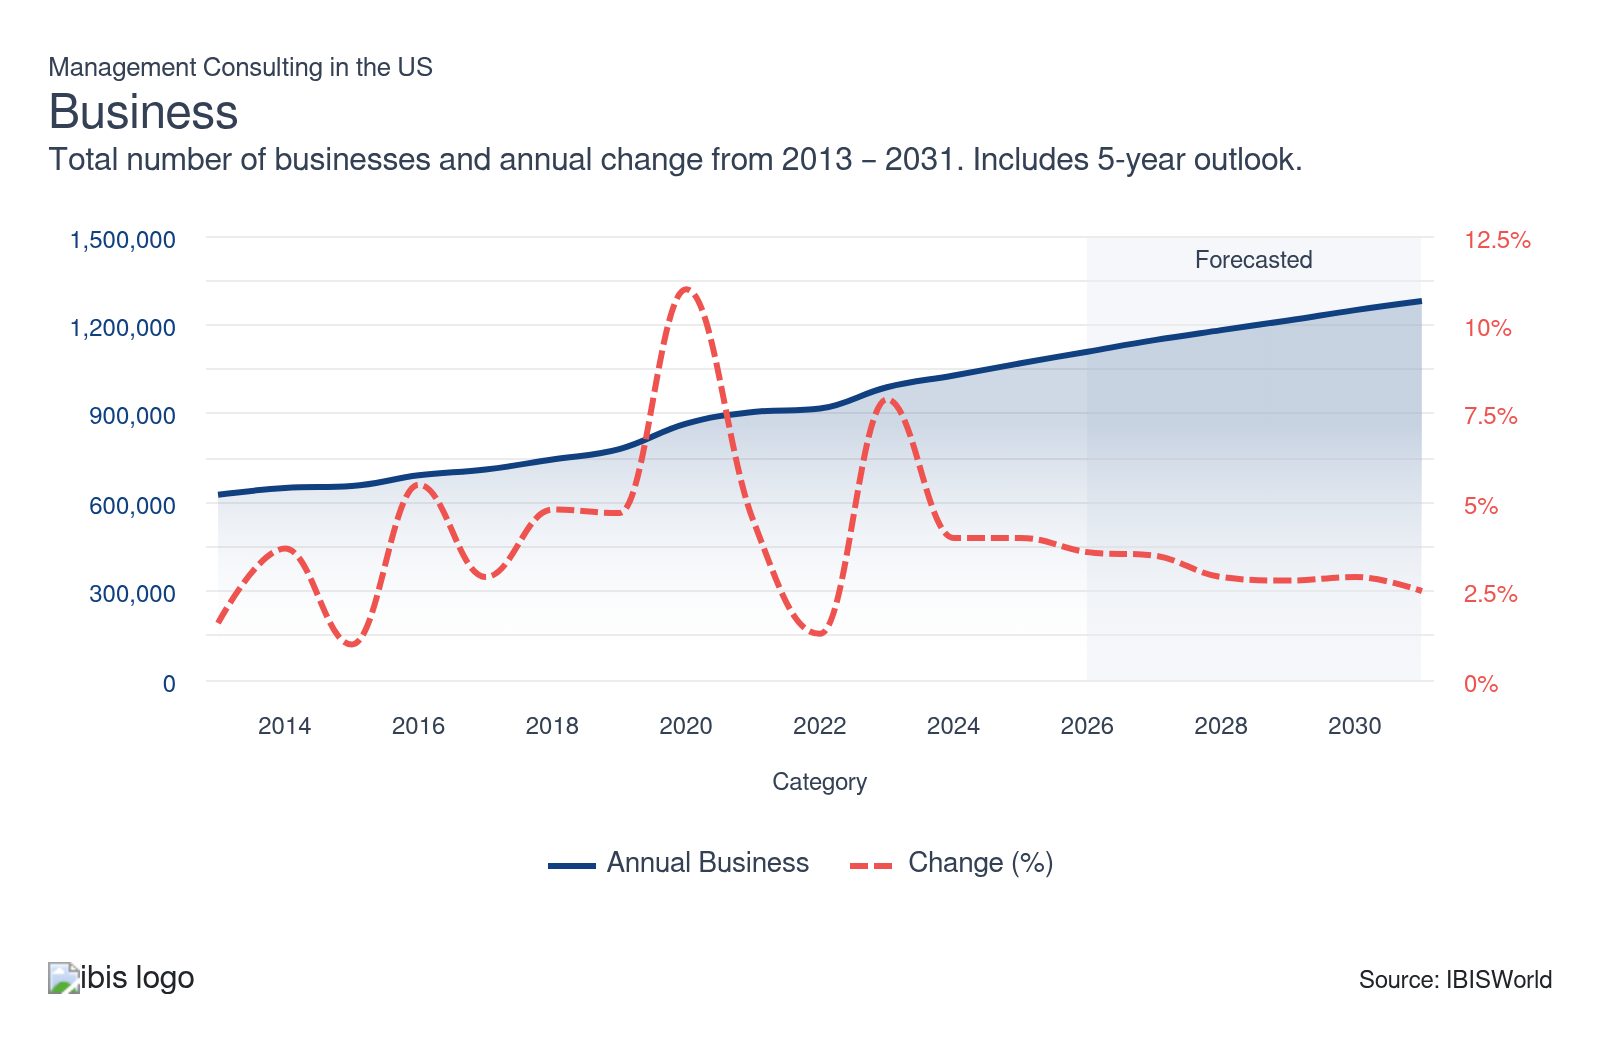 Management Consulting in the US
Business
Total number of businesses and annual change from 2013 – 2031. Includes 5-year outlook.
1,500,000
12.5%
Forecasted
1,200,000
10%
900,000
7.5%
600,000
5%
300,000
2.5%
0
0%
2014 2016 2018 2020 2022 2024 2026 2028 2030
Category
Annual Business Change (%)
ibis logo
Source: IBISWorld